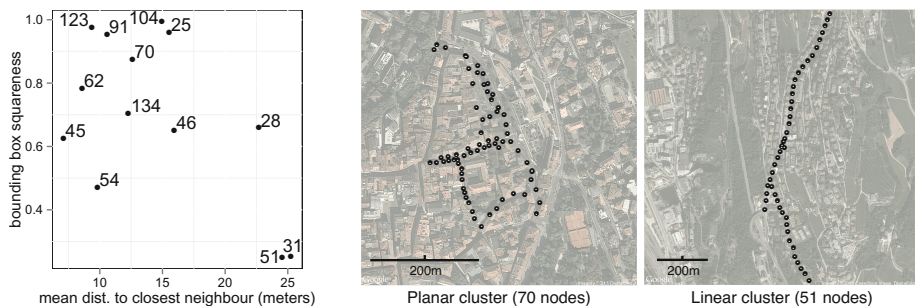 bounding box squareness
1.0
0.8
0.6
0.4
123
91
104
25
70
62
134
46
28
45
54
51
31
10
15
20
25
mean dist. to closest neighbour (meters)
200m
Google
Planar cluster (70 nodes)
200m
Google
Linear cluster (51 nodes)